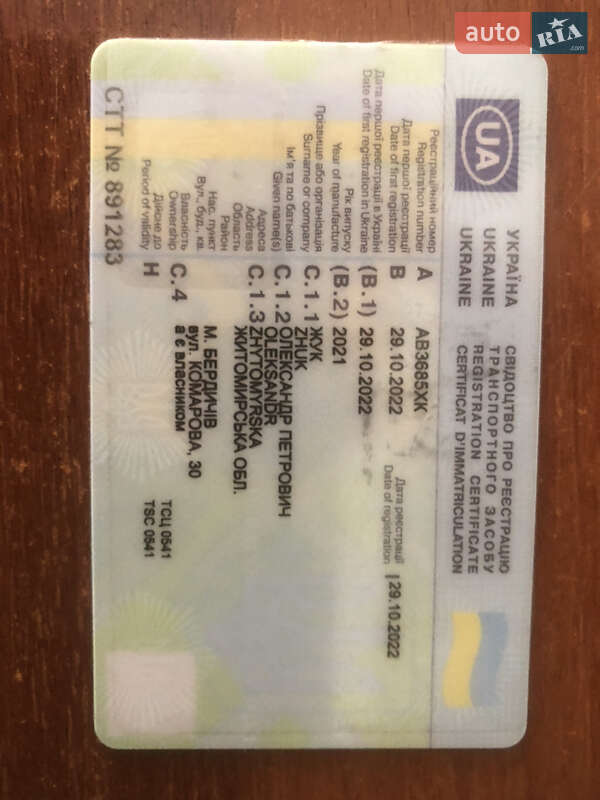 auto RIA .com
UA
УКРАЇНА
UKRAINE
UKRAINE
СВІДОЦТВО ПРО РЕЄСТРАЦІЮ
ТРАНСПОРТНОГО ЗАСОБУ
REGISTRATION CERTIFICATE
CERTIFICAT D'IMMATRICULATION
Реєстраційний номер
Registration number
A AB3685XK
Дата першої реєстрації
Date of first registration
B 29.10.2022
Дата реєстрації
Date of registration
29.10.2022
Дата першої реєстрації в Україні
Date of first registration in Ukraine
(B.1) 29.10.2022
Рік випуску
Year of manufacture
(B.2) 2021
Прізвище або організація
Surname or company
C.1.1 ЖУК
ZHUK
Ім'я та по батькові
Given name(s)
C.1.2 ОЛЕКСАНДР ПЕТРОВИЧ
OLEKSANDR
Адреса
Address
C.1.3 ZHYTOMYRSKA
Область
ЖИТОМИРСЬКА ОБЛ.
Район
Нас. пункт
М. БЕРДИЧІВ
Вул., буд., кв.
вул. КОМАРОВА, 30
Власність
Ownership
C.4 а є власником
Дійсне до
Period of validity
H
ТСЦ 0541
TSC 0541
СТТ № 891283